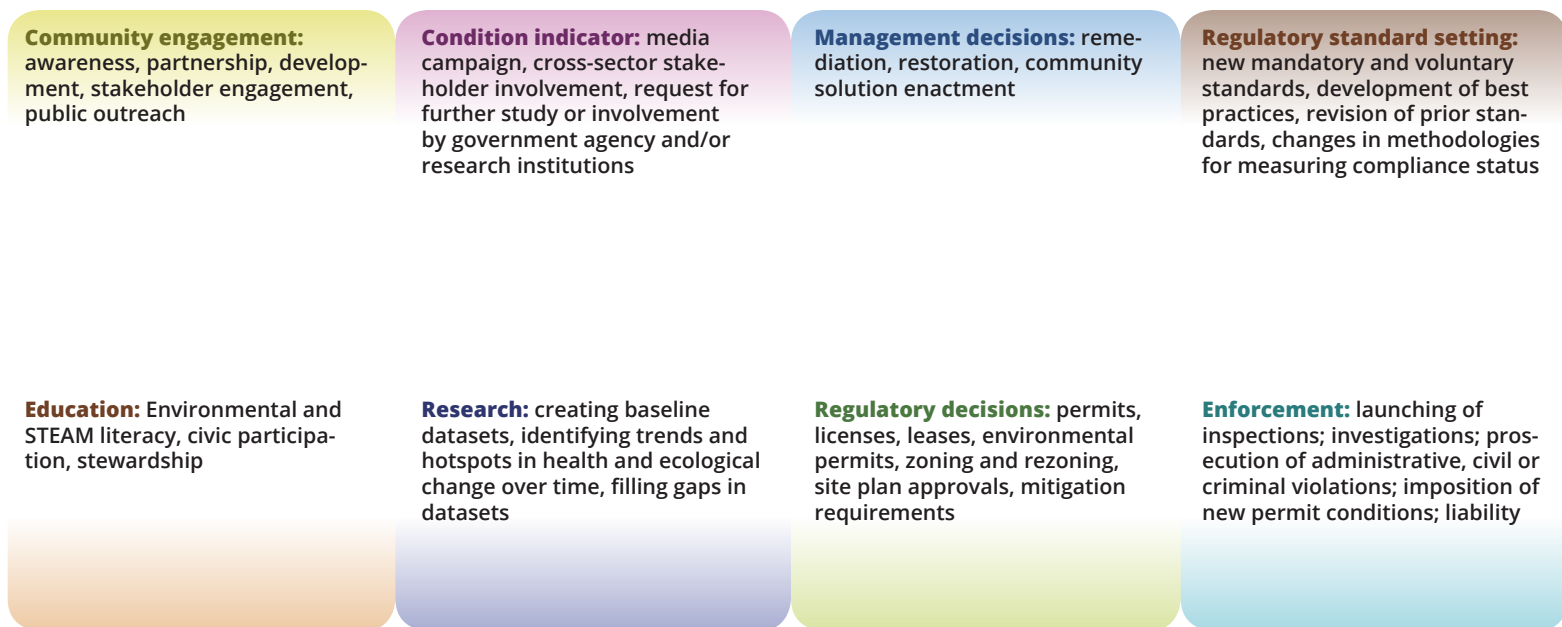 Community engagement:
awareness, partnership, develop-
ment, stakeholder engagement,
public outreach
Condition indicator: media
campaign, cross-sector stake-
holder involvement, request for
further study or involvement
by government agency and/or
research institutions
Management decisions: reme-
diation, restoration, community
solution enactment
Regulatory standard setting:
new mandatory and voluntary
standards, development of best
practices, revision of prior stan-
dards, changes in methodologies
for measuring compliance status
Education: Environmental and
STEAM literacy, civic participa-
tion, stewardship
Research: creating baseline
datasets, identifying trends and
hotspots in health and ecological
change over time, filling gaps in
datasets
Regulatory decisions: permits,
licenses, leases, environmental
permits, zoning and rezoning,
site plan approvals, mitigation
requirements
Enforcement: launching of
inspections; investigations; pros-
ecution of administrative, civil or
criminal violations; imposition of
new permit conditions; liability